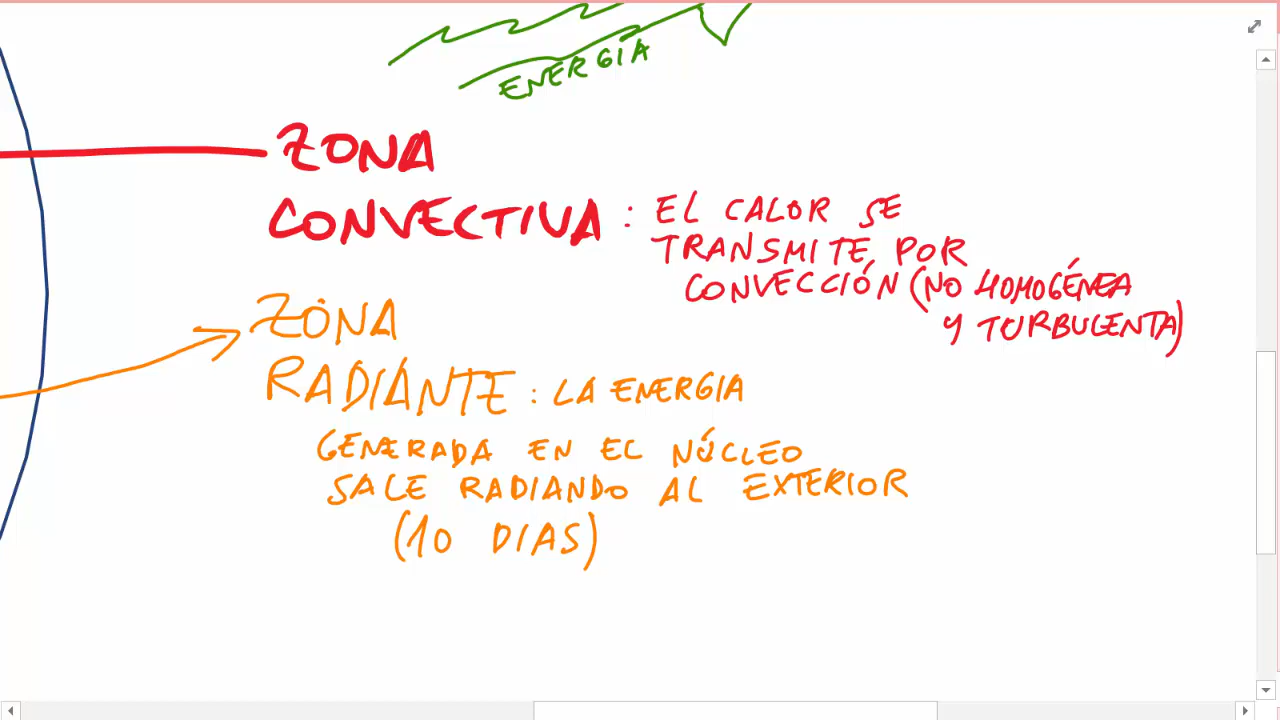 ENERGIA
ZONA
CONVECTIVA : EL CALOR SE
TRANSMITE POR
CONVECCIÓN (NO HOMOGÉNEA
Y TURBULENTA)
ZONA
RADIANTE : LA ENERGIA
GENERADA EN EL NÚCLEO
SALE RADIANDO AL EXTERIOR
(10 DIAS)